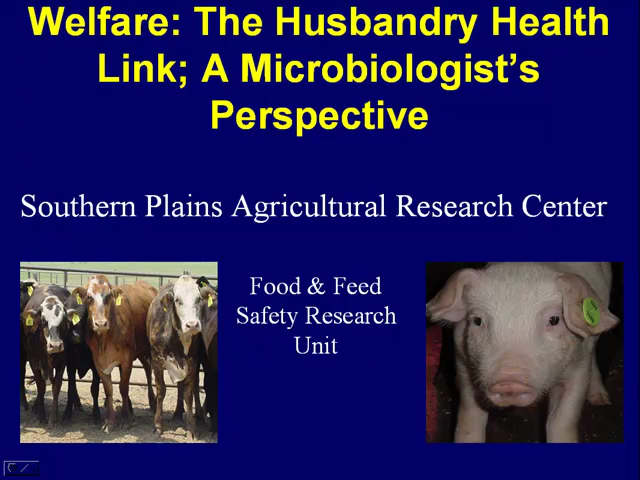 Welfare: The Husbandry Health
Link; A Microbiologist's
Perspective
Southern Plains Agricultural Research Center
Food & Feed
Safety Research
Unit